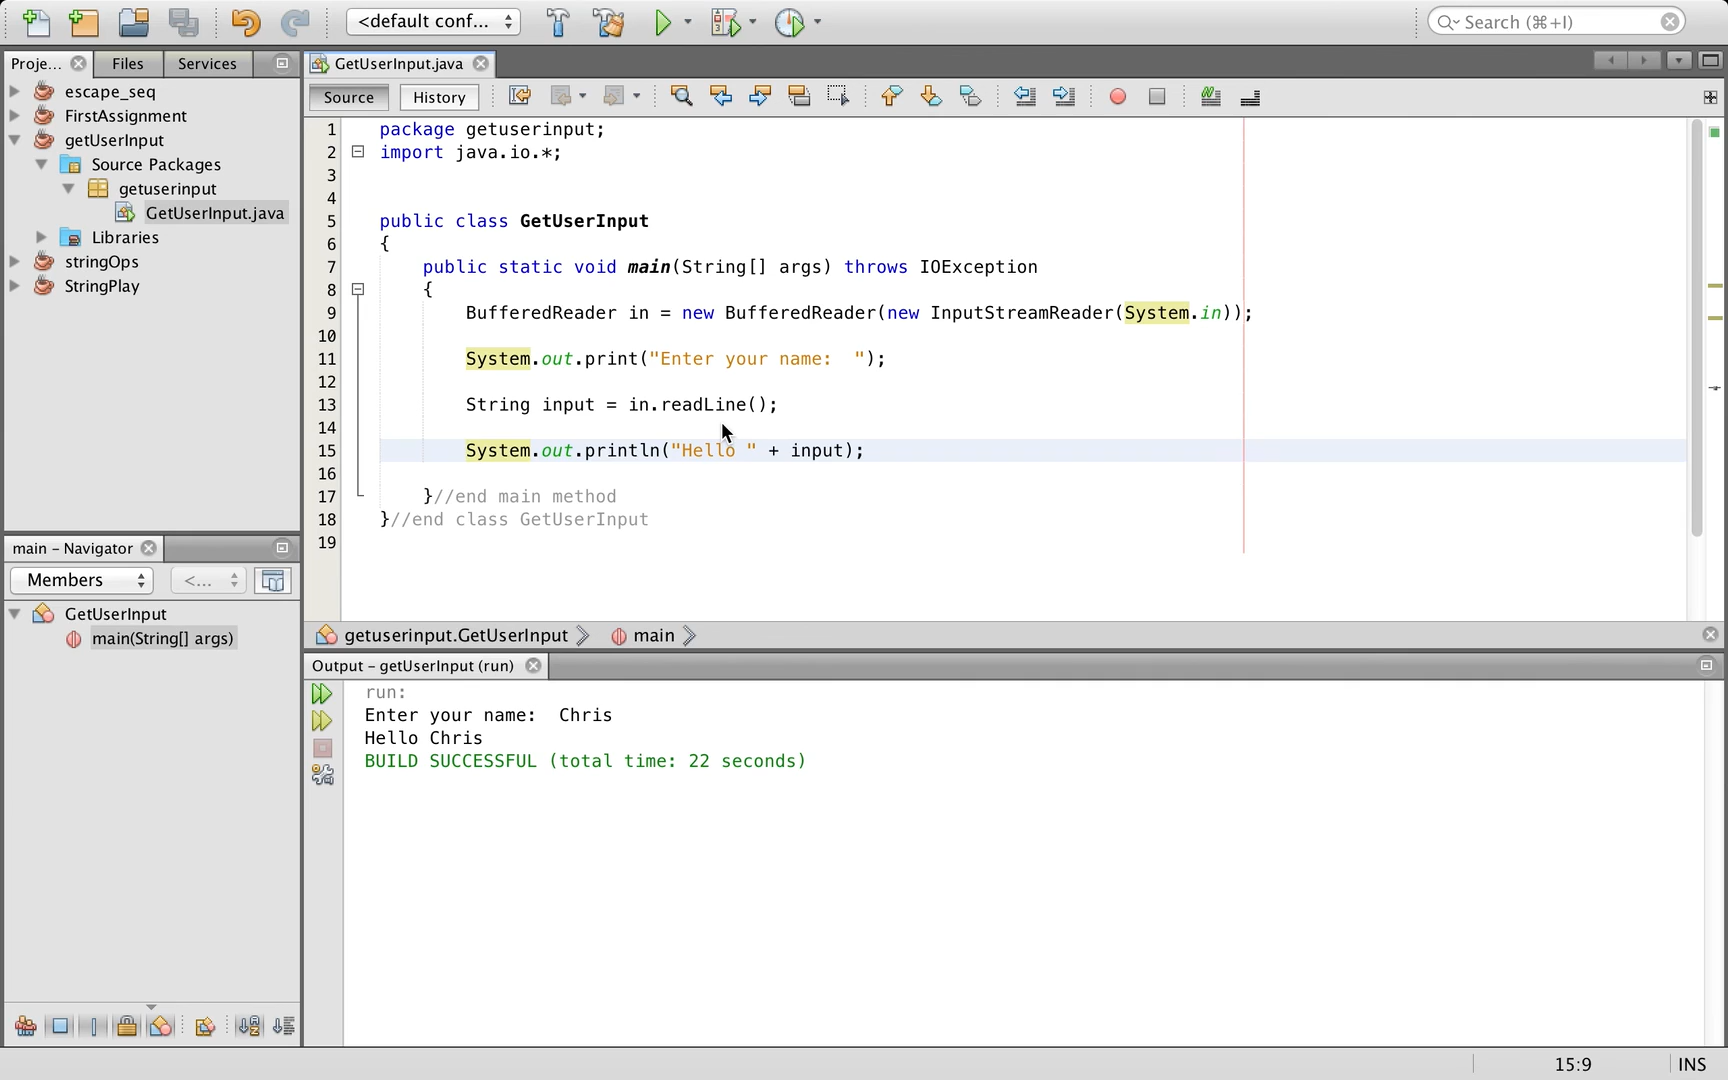 <default conf...
Search (⌘+I)
Proje...
Files
Services
GetUserInput.java
Source
History
escape_seq
FirstAssignment
getUserInput
Source Packages
getuserinput
GetUserInput.java
Libraries
stringOps
StringPlay
1 package getuserinput;
2 import java.io.*;
3
4
5 public class GetUserInput
6 {
7 public static void main(String[] args) throws IOException
8 {
9 BufferedReader in = new BufferedReader(new InputStreamReader(System.in));
10
11 System.out.print("Enter your name:  ");
12
13 String input = in.readLine();
14
15 System.out.println("Hello " + input);
16
17 }//end main method
18 }//end class GetUserInput
19
main – Navigator
Members
<...
GetUserInput
main(String[] args)
getuserinput.GetUserInput
main
Output – getUserInput (run)
run:
Enter your name:  Chris
Hello Chris
BUILD SUCCESSFUL (total time: 22 seconds)
15:9
INS